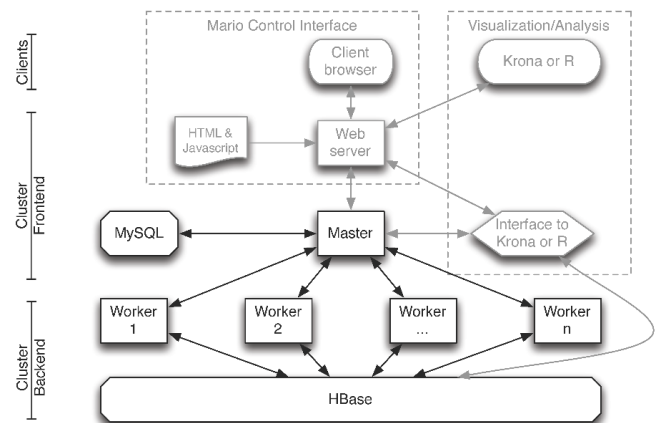 Mario Control Interface
Visualization/Analysis
Clients
Client
browser
Krona or R
HTML &
Javascript
Web
server
Cluster
Frontend
MySQL
Master
Interface to
Krona or R
Worker
1
Worker
2
Worker
...
Worker
n
Cluster
Backend
HBase